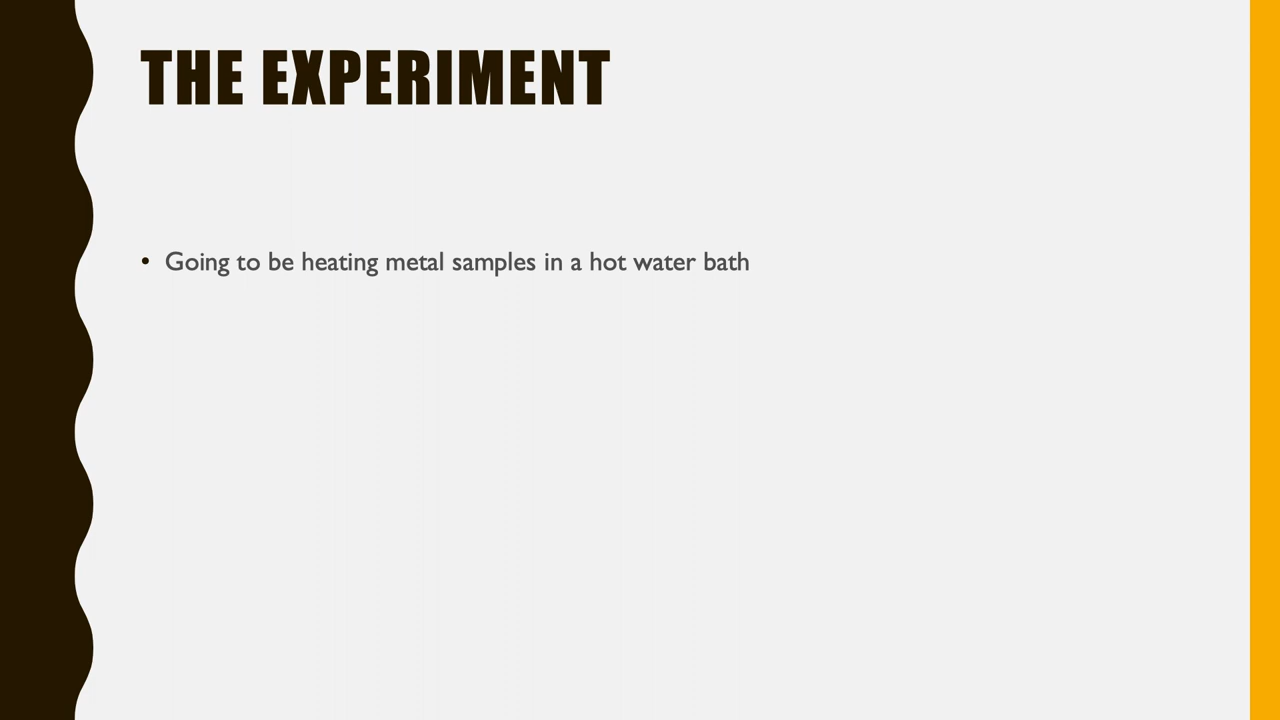 THE EXPERIMENT
• Going to be heating metal samples in a hot water bath